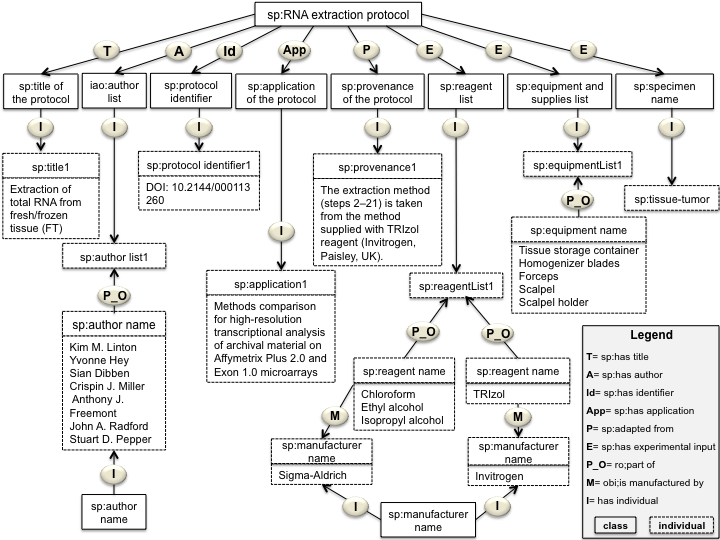 sp:RNA extraction protocol
T
A
Id
App
P
E
E
E
sp:title of
the protocol
iao:author
list
sp:protocol
identifier
sp:application
of the protocol
sp:provenance
of the protocol
sp:reagent
list
sp:equipment and
supplies list
sp:specimen
name
I
I
I
I
I
I
I
I
sp:title1
Extraction of
total RNA from
fresh/frozen
tissue (FT)
sp:protocol identifier1
DOI: 10.2144/000113
260
sp:provenance1
The extraction method
(steps 2–21) is taken
from the method
supplied with TRIzol
reagent (Invitrogen,
Paisley, UK).
sp:equipmentList1
P_O
sp:equipment name
Tissue storage container
Homogenizer blades
Forceps
Scalpel
Scalpel holder
sp:tissue-tumor
sp:author list1
P_O
sp:author name
Kim M. Linton
Yvonne Hey
Sian Dibben
Crispin J. Miller
Anthony J.
Freemont
John A. Radford
Stuart D. Pepper
I
sp:author
name
sp:application1
Methods comparison
for high-resolution
transcriptional analysis
of archival material on
Affymetrix Plus 2.0 and
Exon 1.0 microarrays
sp:reagentList1
P_O
P_O
sp:reagent name
Chloroform
Ethyl alcohol
Isopropyl alcohol
sp:reagent name
TRIzol
M
M
sp:manufacturer
name
Sigma-Aldrich
sp:manufacturer
name
Invitrogen
I
I
sp:manufacturer
name
Legend
T= sp:has title
A= sp:has author
Id= sp:has identifier
App= sp:has application
P= sp:adapted from
E= sp:has experimental input
P_O= ro;part of
M= obi;is manufactured by
I= has individual
class
individual